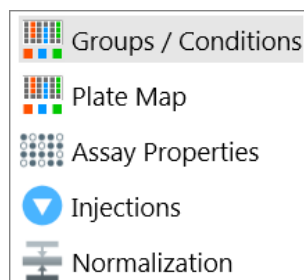 Groups / Conditions
Plate Map
Assay Properties
Injections
Normalization